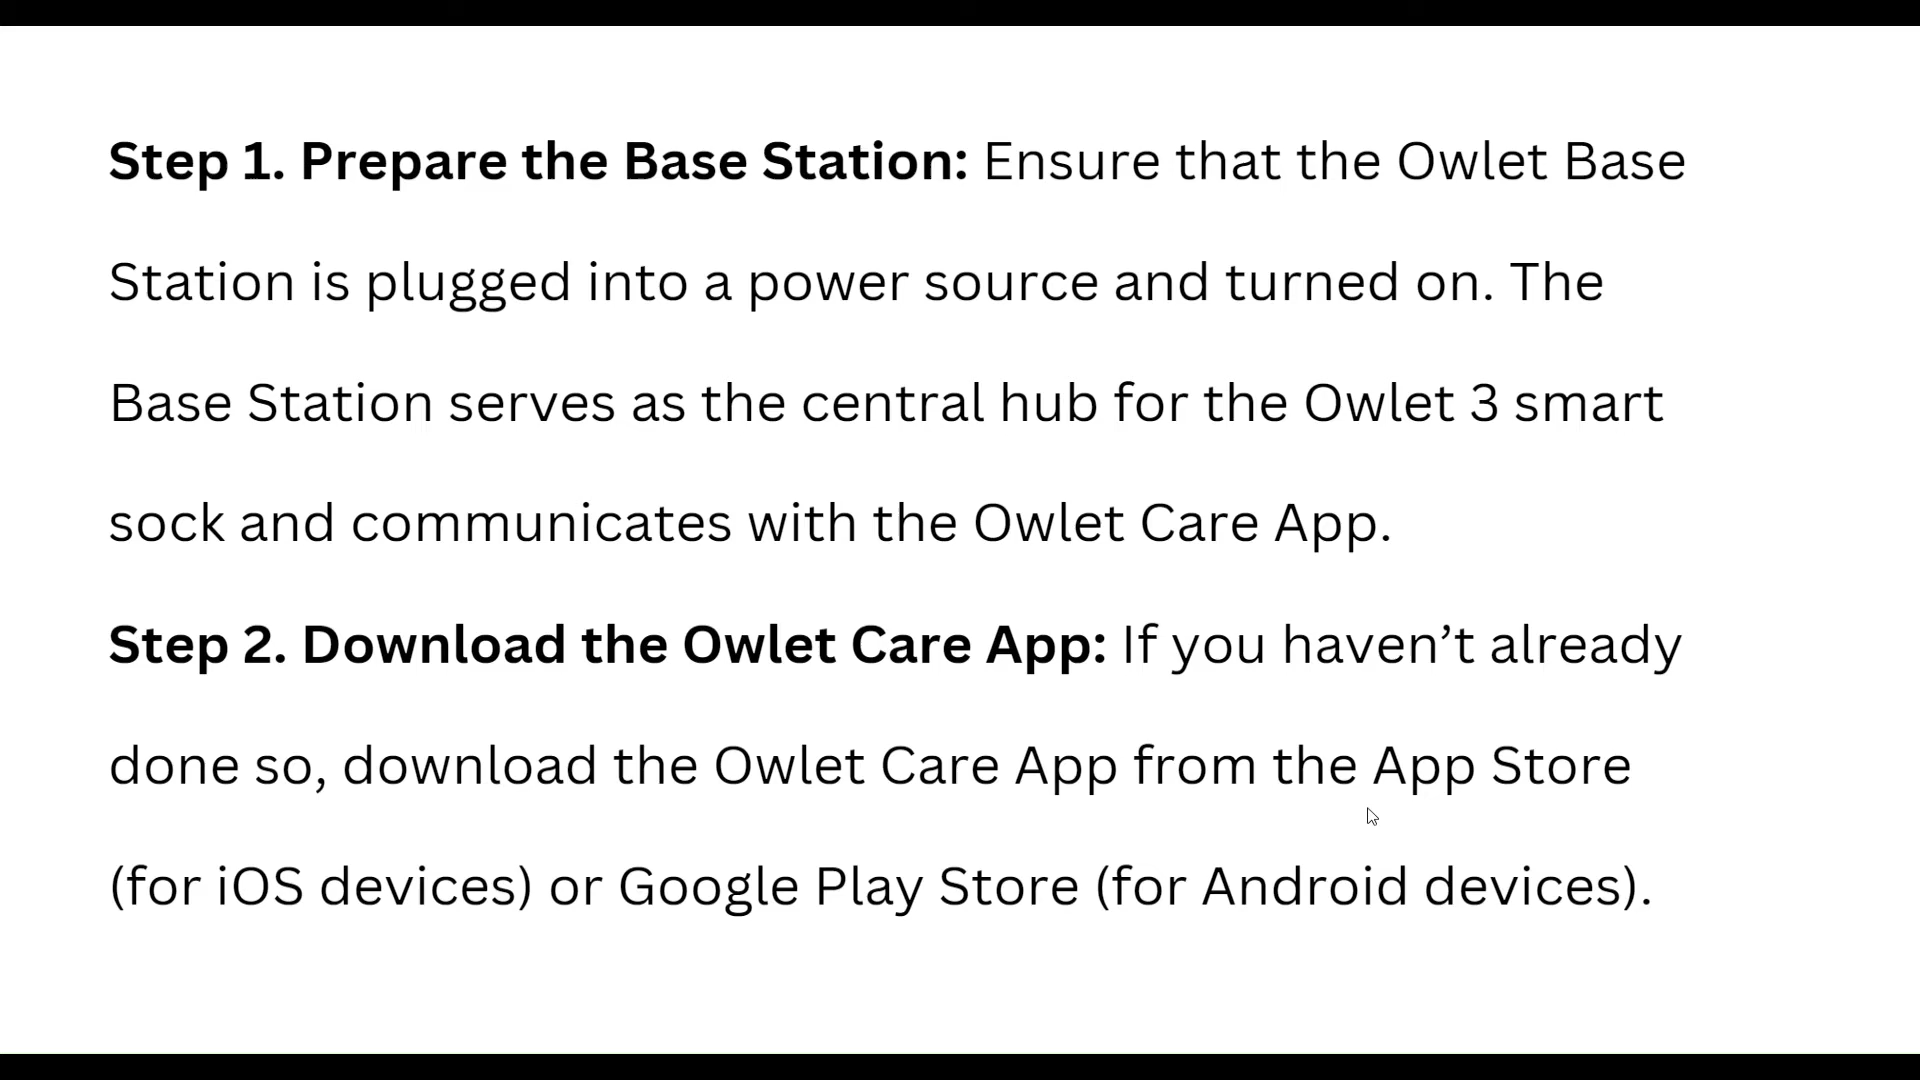 Step 1. Prepare the Base Station: Ensure that the Owlet Base
Station is plugged into a power source and turned on. The
Base Station serves as the central hub for the Owlet 3 smart
sock and communicates with the Owlet Care App.
Step 2. Download the Owlet Care App: If you haven’t already
done so, download the Owlet Care App from the App Store
(for iOS devices) or Google Play Store (for Android devices).